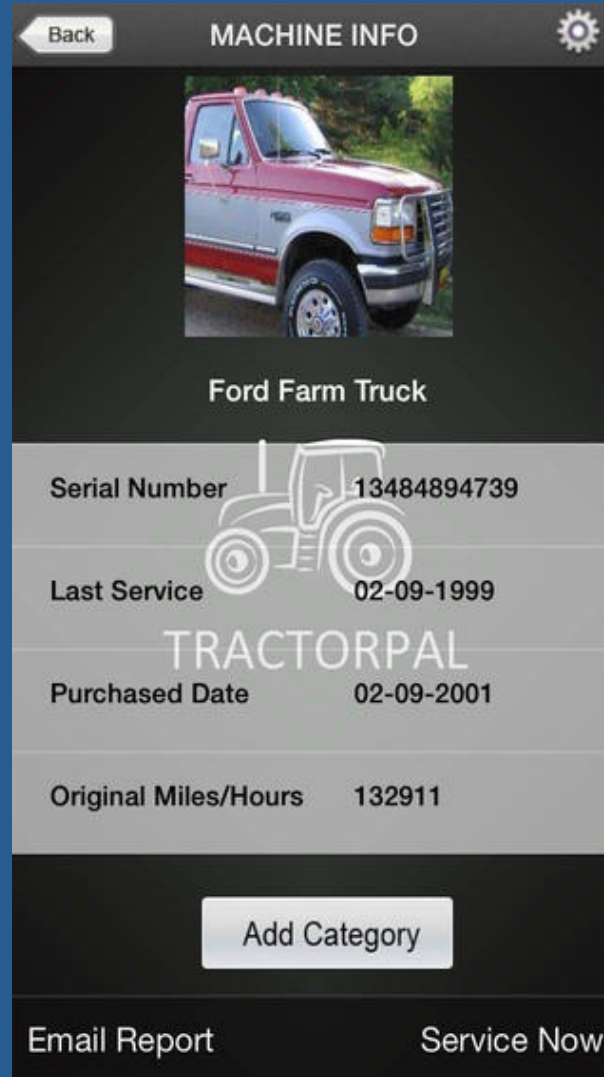 Back MACHINE INFO
Ford Farm Truck
Serial Number 13484894739
Last Service 02-09-1999
TRACTORPAL
Purchased Date 02-09-2001
Original Miles/Hours 132911
Add Category
Email Report Service Now